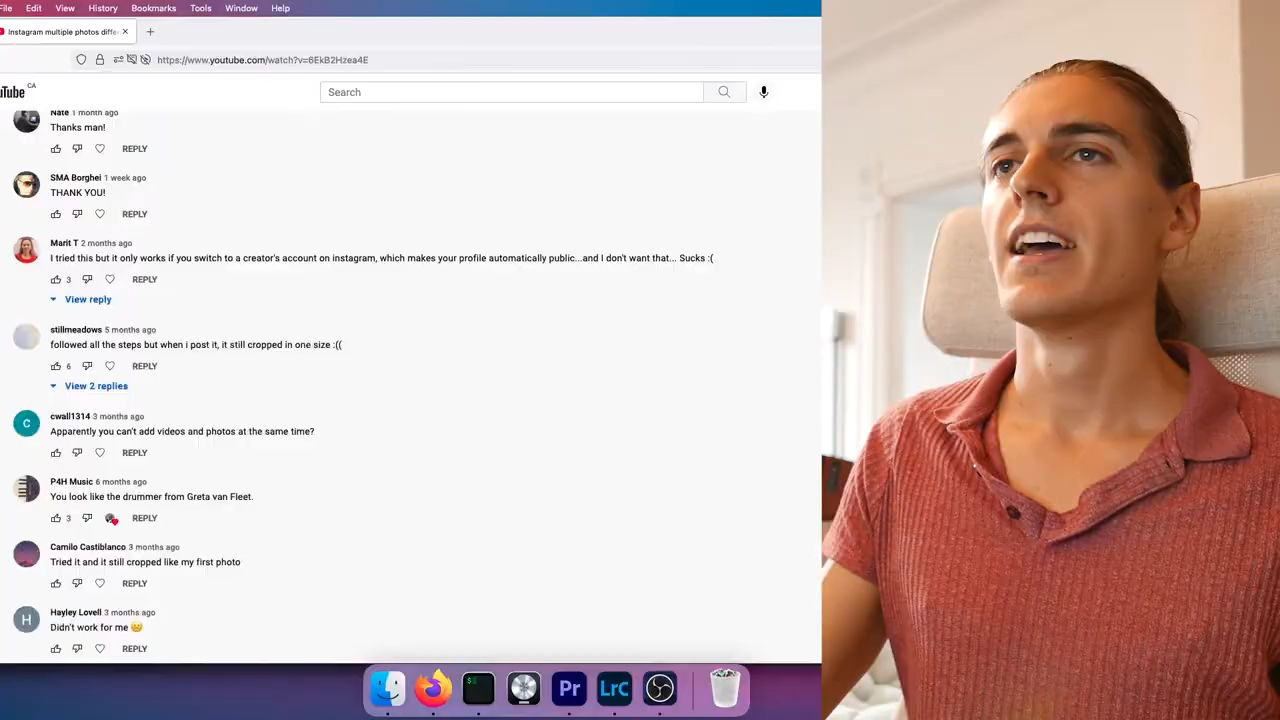 File Edit View History Bookmarks Tools Window Help
Instagram multiple photos diffe
https://www.youtube.com/watch?v=6EkB2Hzea4E
uTube CA
Search
Nate 1 month ago
Thanks man!
REPLY
SMA Borghei 1 week ago
THANK YOU!
REPLY
Marit T 2 months ago
I tried this but it only works if you switch to a creator's account on instagram, which makes your profile automatically public...and I don't want that... Sucks :(
3 REPLY
View reply
stillmeadows 5 months ago
followed all the steps but when i post it, it still cropped in one size :((
6 REPLY
View 2 replies
C
cwall1314 3 months ago
Apparently you can't add videos and photos at the same time?
REPLY
P4H Music 6 months ago
You look like the drummer from Greta van Fleet.
3 REPLY
Camilo Castiblanco 3 months ago
Tried it and it still cropped like my first photo
REPLY
H
Hayley Lovell 3 months ago
Didn't work for me 😕
REPLY
$
Pr
LrC